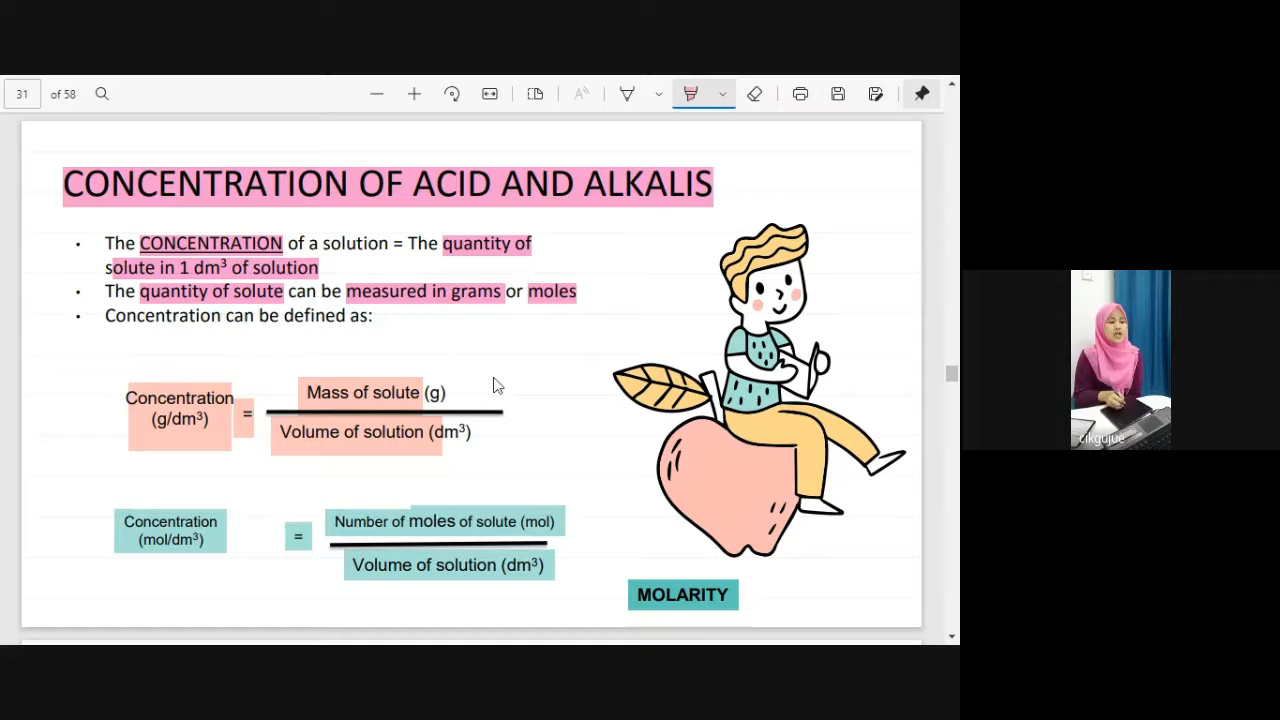 31 of 58
CONCENTRATION OF ACID AND ALKALIS
• The CONCENTRATION of a solution = The quantity of
solute in 1 dm³ of solution
• The quantity of solute can be measured in grams or moles
• Concentration can be defined as:
Concentration
(g/dm³)
=
Mass of solute (g)
Volume of solution (dm³)
Concentration
(mol/dm³)
=
Number of moles of solute (mol)
Volume of solution (dm³)
MOLARITY
cikgujue